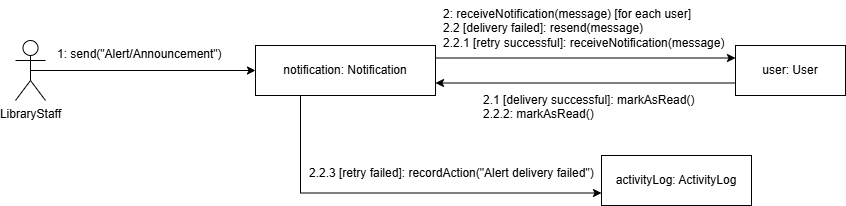 2: receiveNotification(message) [for each user]
2.2 [delivery failed]: resend(message)
2.2.1 [retry successful]: receiveNotification(message)
1: send("Alert/Announcement")
notification: Notification
user: User
LibraryStaff
2.1 [delivery successful]: markAsRead()
2.2.2: markAsRead()
2.2.3 [retry failed]: recordAction("Alert delivery failed")
activityLog: ActivityLog